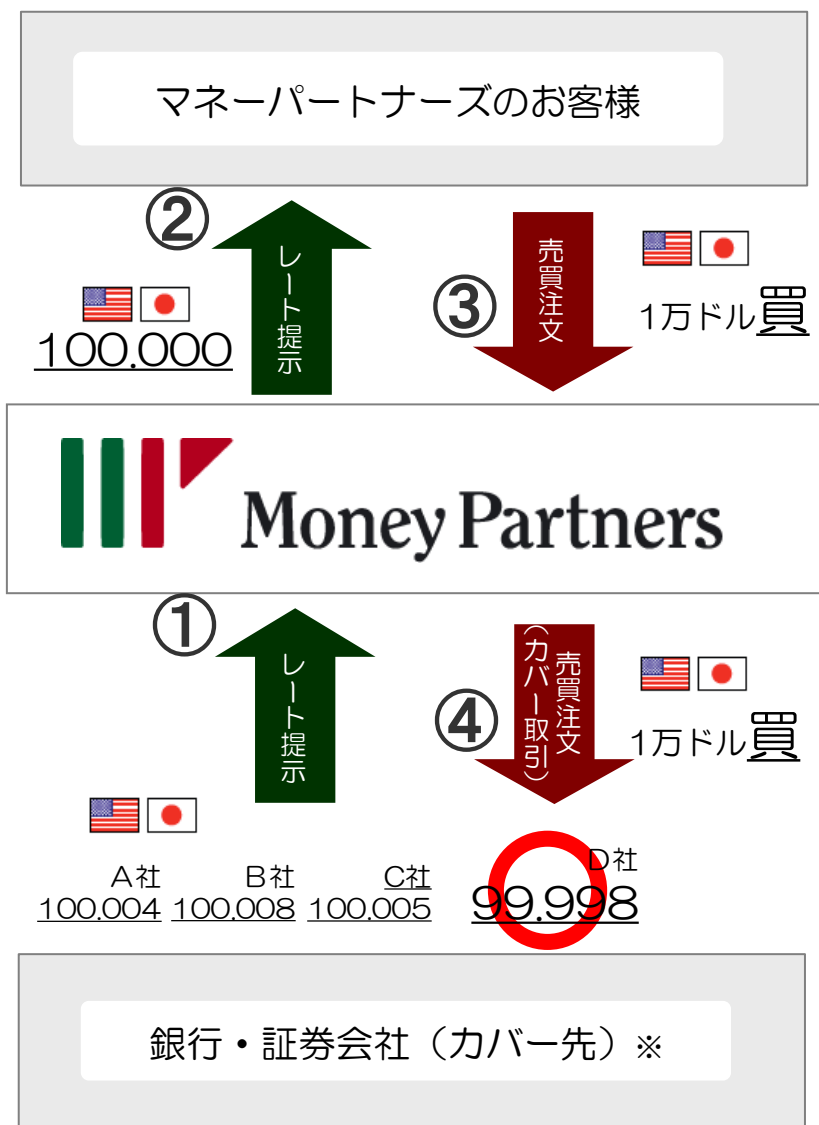 マネーパートナーズのお客様
②
レート提示
100.000
③
売買注文
1万ドル買
Money Partners
①
レート提示
④
売買注文
（カバー取引）
1万ドル買
A社 B社 C社 D社
100.004 100.008 100.005 99.998
銀行・証券会社（カバー先）※